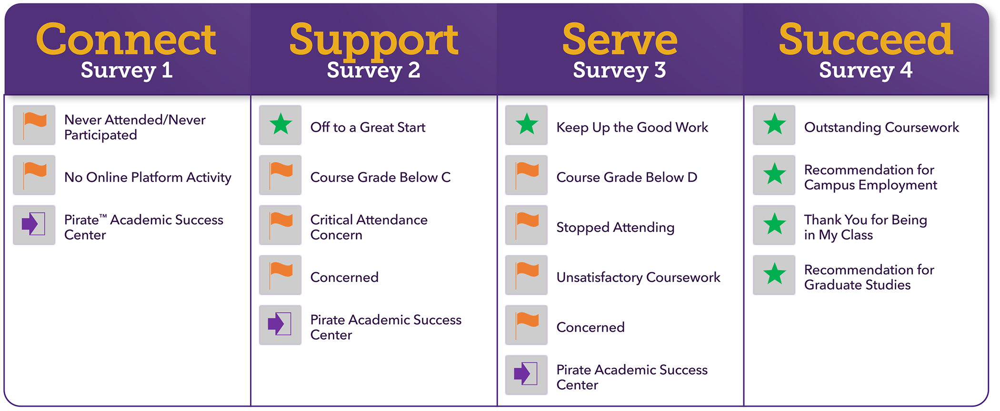 Connect
Survey 1
Never Attended/Never
Participated
No Online Platform Activity
Pirate™ Academic Success
Center
Support
Survey 2
Off to a Great Start
Course Grade Below C
Critical Attendance
Concern
Concerned
Pirate Academic Success
Center
Serve
Survey 3
Keep Up the Good Work
Course Grade Below D
Stopped Attending
Unsatisfactory Coursework
Concerned
Pirate Academic Success
Center
Succeed
Survey 4
Outstanding Coursework
Recommendation for
Campus Employment
Thank You for Being
in My Class
Recommendation for
Graduate Studies